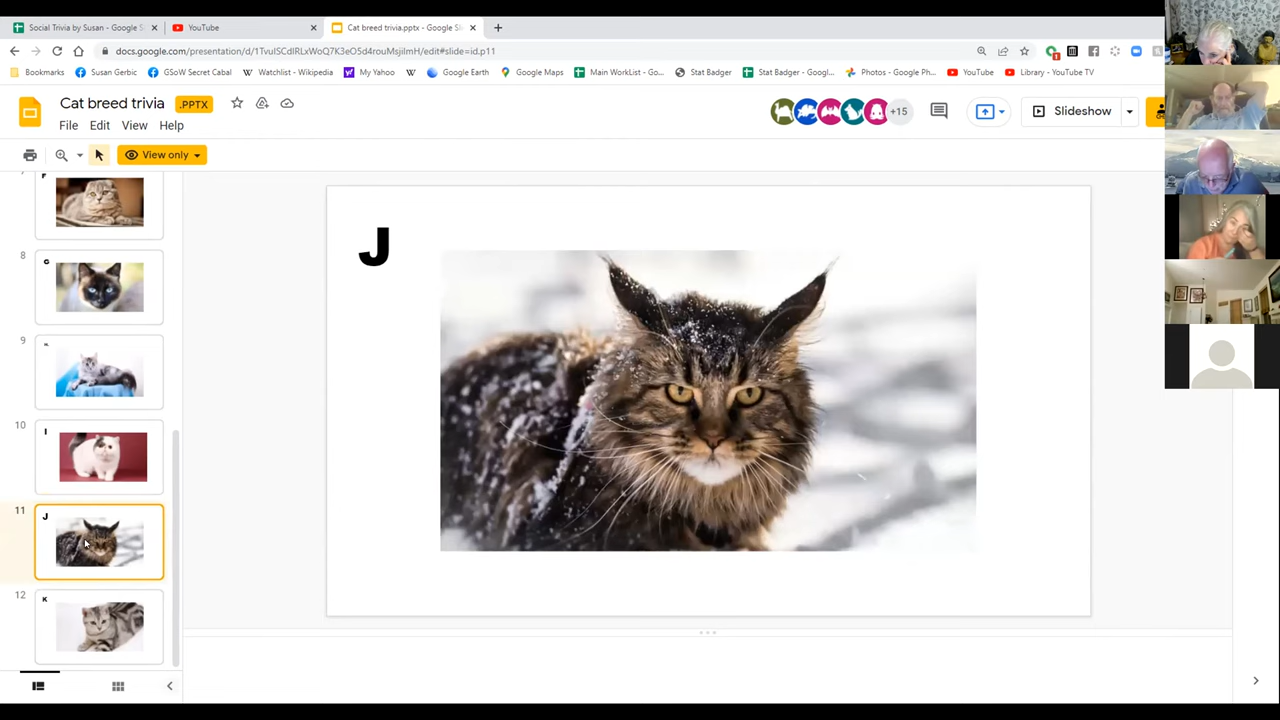 Social Trivia by Susan - Google S
YouTube
Cat breed trivia.pptx - Google Sl
docs.google.com/presentation/d/1TvuISCdIRLxWoQ7K3eO5d4rouMsjiImH/edit#slide=id.p11
Bookmarks
Susan Gerbic
GSoW Secret Cabal
Watchlist - Wikipedia
My Yahoo
Google Earth
Google Maps
Main WorkList - Go...
Stat Badger
Stat Badger - Googl...
Photos - Google Ph...
YouTube
Library - YouTube TV
Cat breed trivia
.PPTX
File Edit View Help
+15
Slideshow
View only
F
8
G
9
H.
10
I
11
J
12
K
J